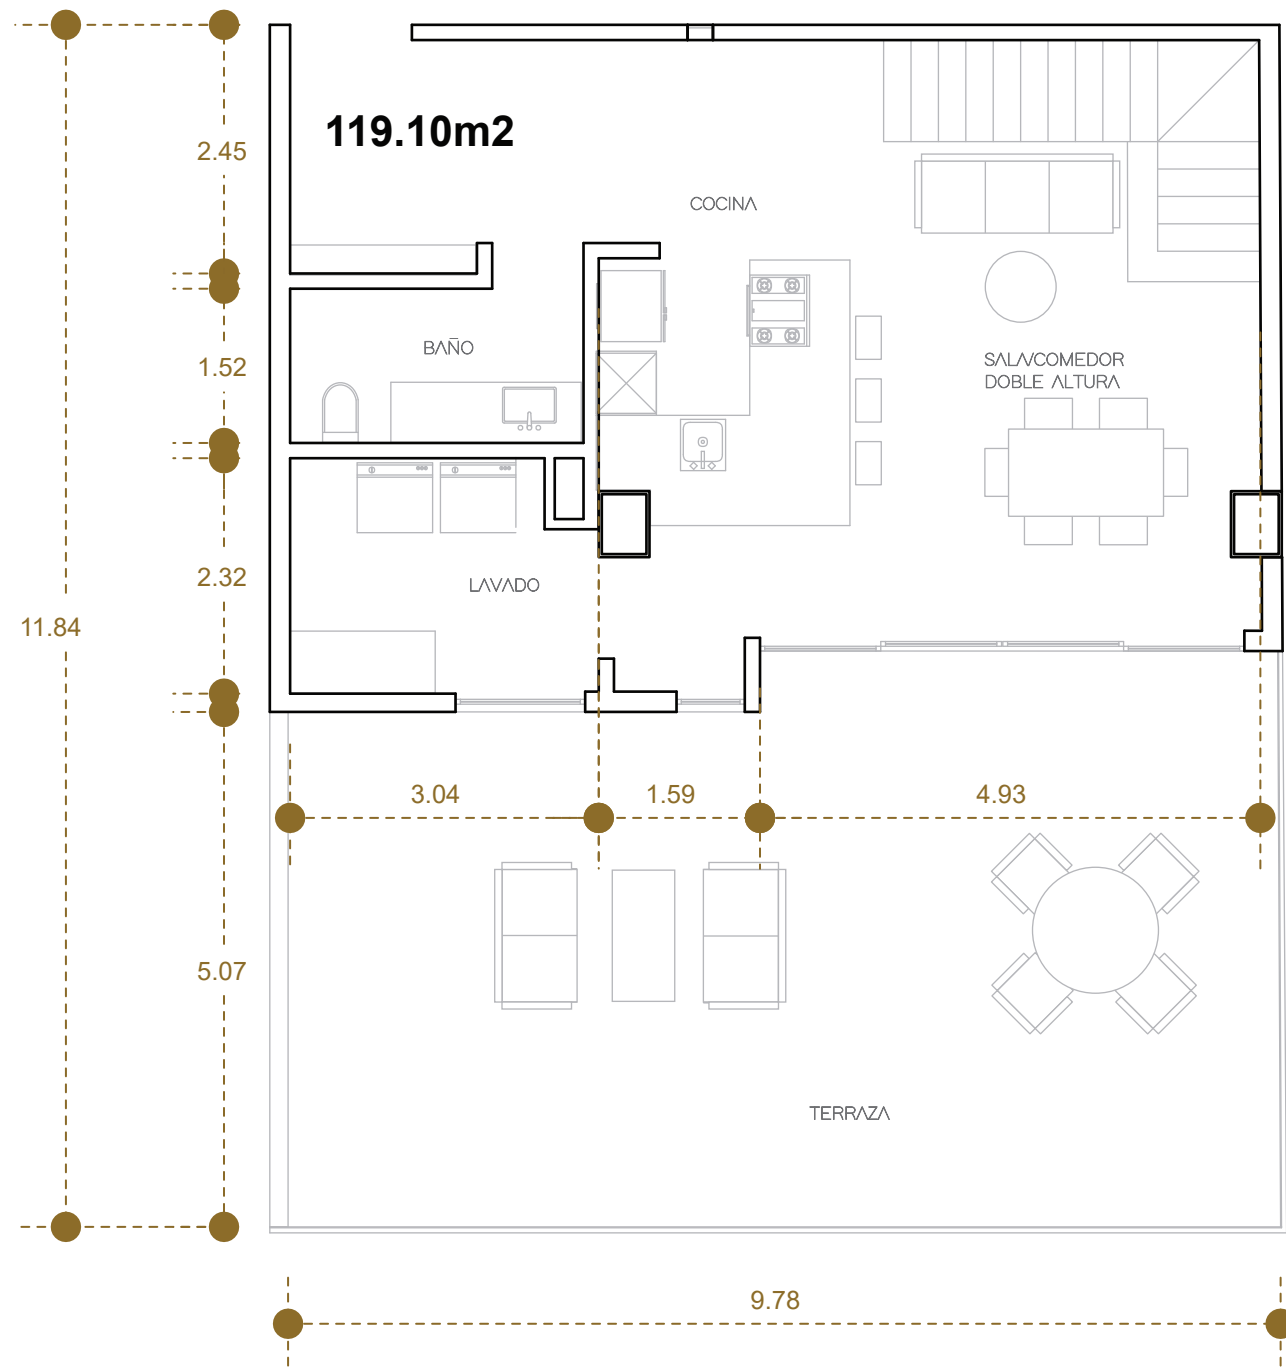 119.10m2
2.45
COCINA
BAÑO
1.52
SALA/COMEDOR
DOBLE ALTURA
LAVADO
2.32
11.84
3.04
1.59
4.93
5.07
TERRAZA
9.78